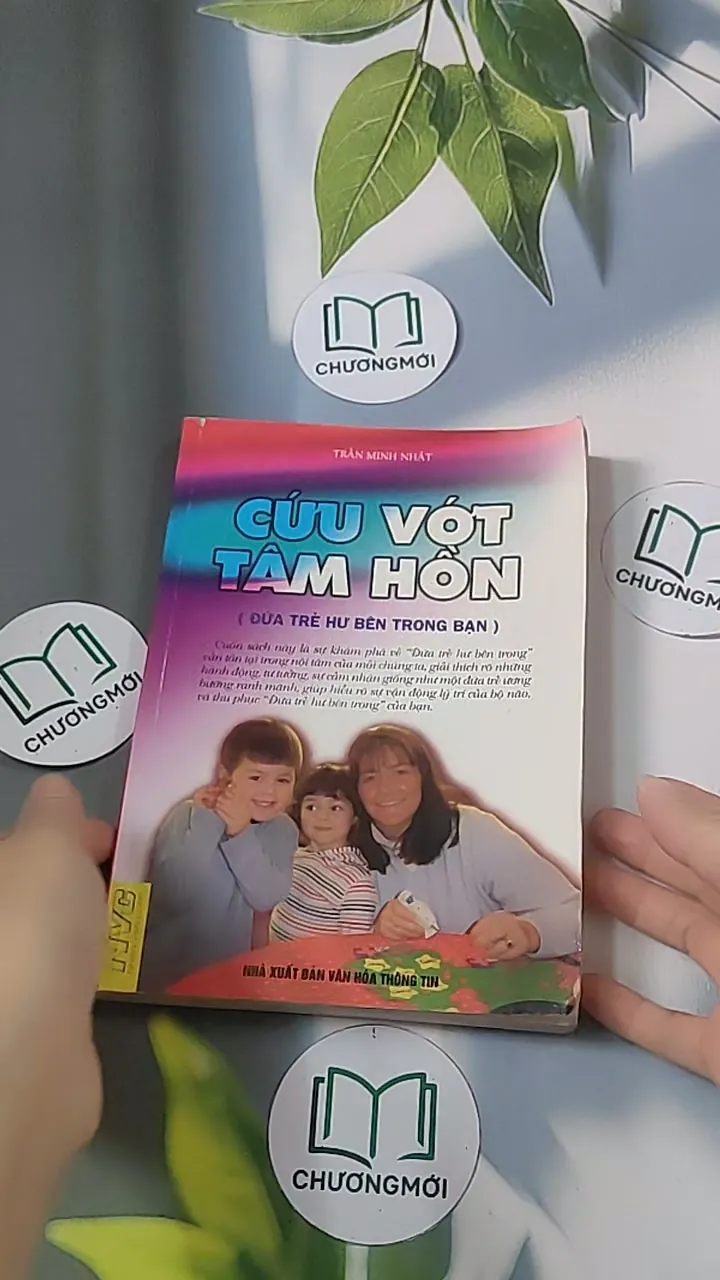 CHƯƠNGMỚI
TRẦN MINH NHẬT
CỨU VỚT
TÂM HỒN
( ĐỨA TRẺ HƯ BÊN TRONG BẠN )
Cuốn sách này là sự khám phá về "Đứa trẻ hư bên trong"
vẫn tồn tại trong nội tâm của mỗi chúng ta, giải thích rõ những
hành động, tư tưởng, sự cảm nhận giống như một đứa trẻ ương
bướng ranh mãnh, giúp hiểu rõ sự vận động lý trí của bộ não,
và thu phục "Đứa trẻ hư bên trong" của bạn.
CHƯƠNGMỚI
CHƯƠNGMỚI
NHÀ XUẤT BẢN VĂN HÓA THÔNG TIN
CHƯƠNGMỚI